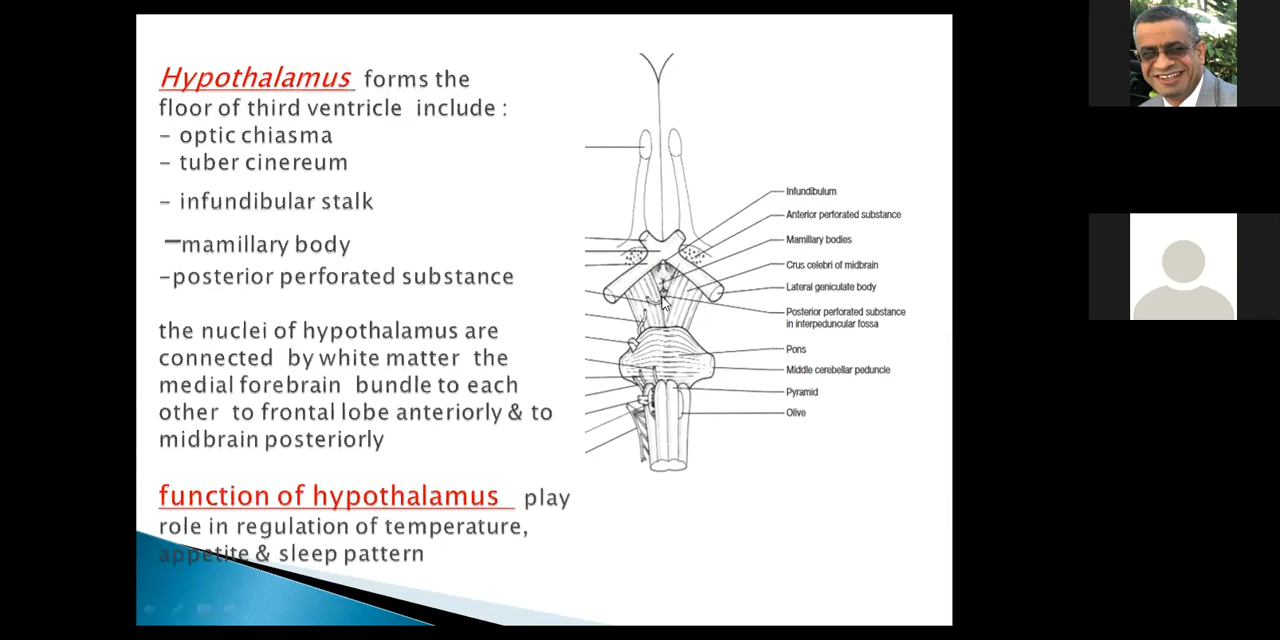 Hypothalamus forms the
floor of third ventricle include :
- optic chiasma
- tuber cinereum
- infundibular stalk
-mamillary body
-posterior perforated substance
the nuclei of hypothalamus are
connected by white matter the
medial forebrain bundle to each
other to frontal lobe anteriorly & to
midbrain posteriorly
function of hypothalamus play
role in regulation of temperature,
appetite & sleep pattern
Infundibulum
Anterior perforated substance
Mamillary bodies
Crus celebri of midbrain
Lateral geniculate body
Posterior perforated substance
in interpeduncular fossa
Pons
Middle cerebellar peduncle
Pyramid
Olive